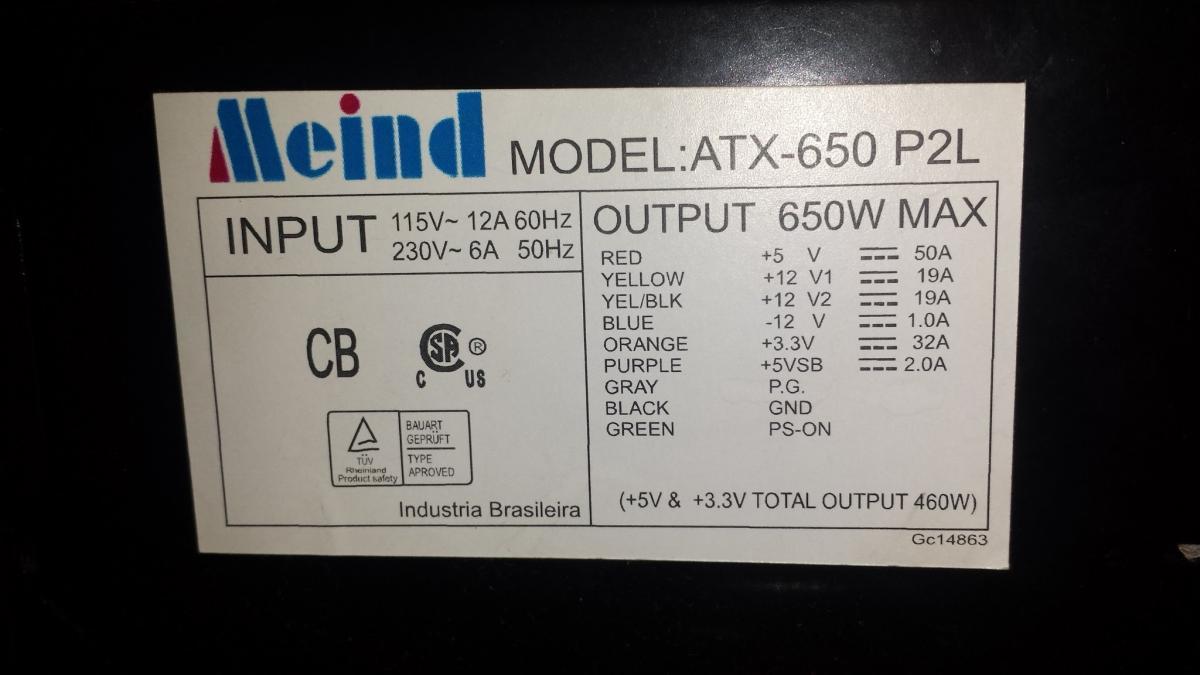 Meind MODEL:ATX-650 P2L
INPUT 115V~ 12A 60Hz
230V~ 6A 50Hz
CB
CSA ®
C US
TÜV
Rheinland
Product safety
BAUART
GEPRÜFT
TYPE
APROVED
Industria Brasileira
OUTPUT 650W MAX
RED +5 V 50A
YELLOW +12 V1 19A
YEL/BLK +12 V2 19A
BLUE -12 V 1.0A
ORANGE +3.3V 32A
PURPLE +5VSB 2.0A
GRAY P.G.
BLACK GND
GREEN PS-ON
(+5V & +3.3V TOTAL OUTPUT 460W)
Gc14863